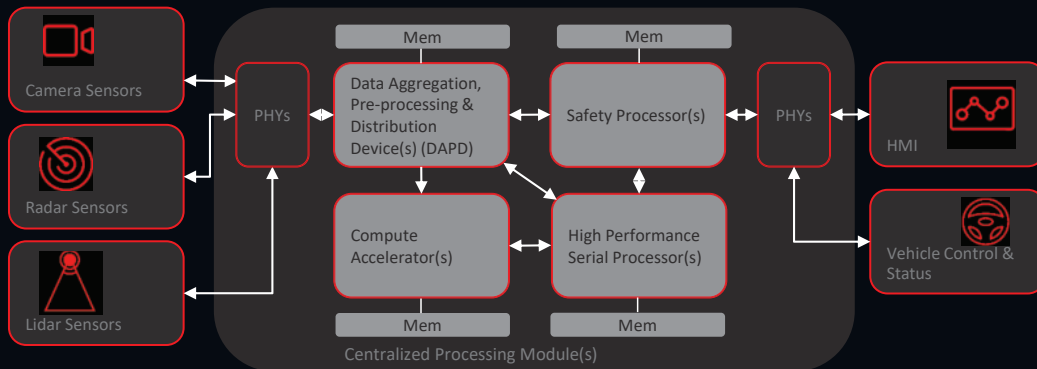 Camera Sensors
Radar Sensors
Lidar Sensors
PHYs
Mem
Data Aggregation,
Pre-processing &
Distribution
Device(s) (DAPD)
Mem
Safety Processor(s)
Compute
Accelerator(s)
Mem
High Performance
Serial Processor(s)
Mem
Centralized Processing Module(s)
PHYs
HMI
Vehicle Control &
Status